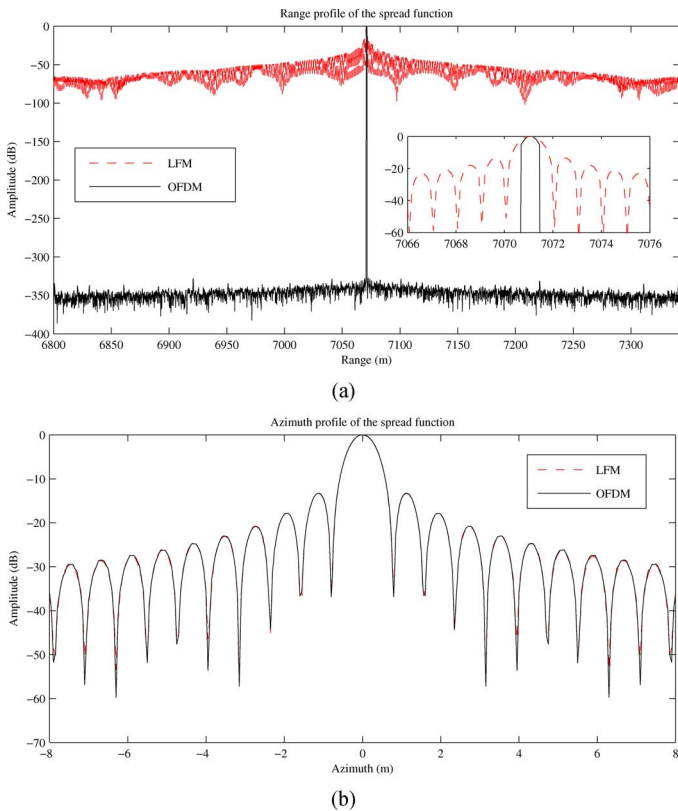 Range profile of the spread function
0
−50
−100
−150
−200
−250
−300
−350
−400
Amplitude (dB)
LFM
OFDM
0
−20
−40
−60
7066 7068 7070 7072 7074 7076
6800 6850 6900 6950 7000 7050 7100 7150 7200 7250 7300
Range (m)
(a)
Azimuth profile of the spread function
0
−10
−20
−30
−40
−50
−60
−70
Amplitude (dB)
LFM
OFDM
−8 −6 −4 −2 0 2 4 6 8
Azimuth (m)
(b)